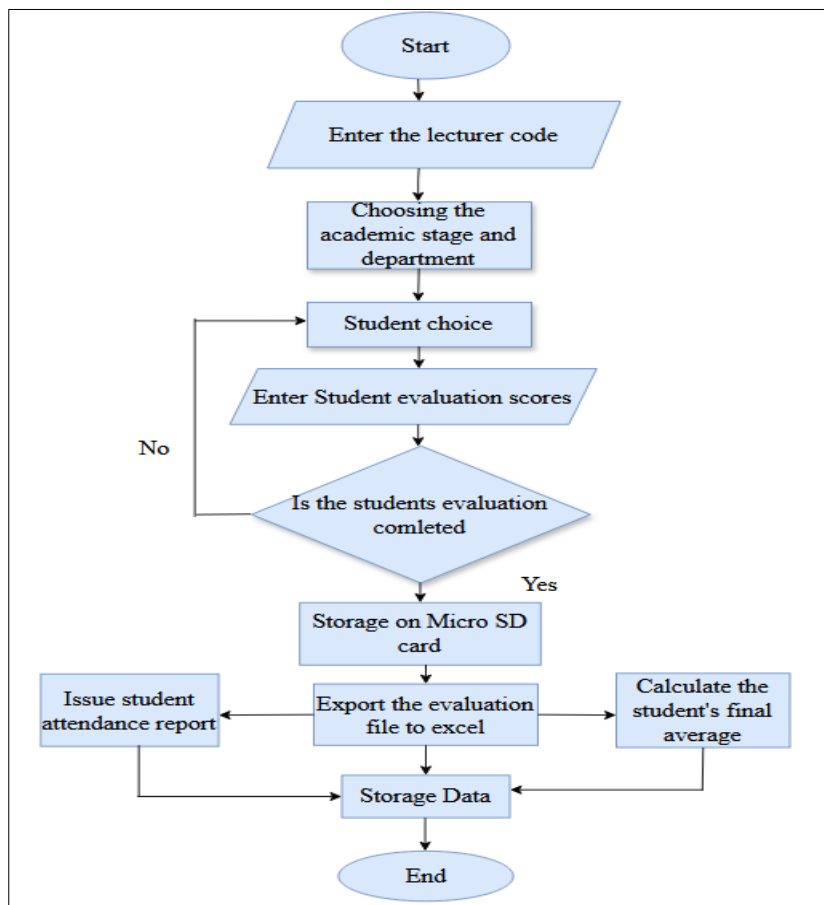 Start
Enter the lecturer code
Choosing the
academic stage and
department
Student choice
Enter Student evaluation scores
No
Is the students evaluation
comleted
Yes
Storage on Micro SD
card
Issue student
attendance report
Export the evaluation
file to excel
Calculate the
student's final
average
Storage Data
End